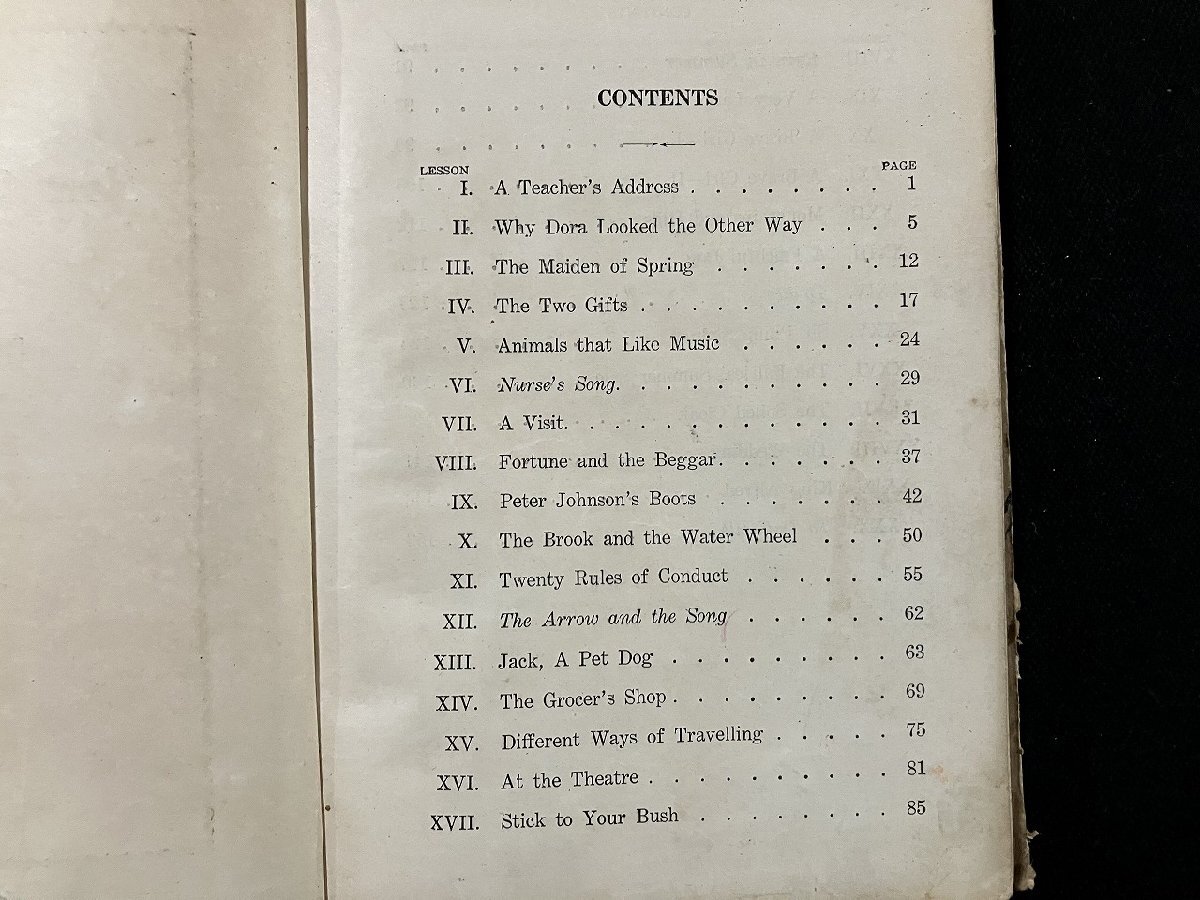 CONTENTS
LESSON PAGE
I. A Teacher's Address . . . . . . . . 1
II. Why Dora Looked the Other Way . . . 5
III. The Maiden of Spring . . . . . . . 12
IV. The Two Gifts . . . . . . . . . . 17
V. Animals that Like Music . . . . . . 24
VI. Nurse's Song. . . . . . . . . . . 29
VII. A Visit. . . . . . . . . . . . . 31
VIII. Fortune and the Beggar. . . . . . . 37
IX. Peter Johnson's Boots . . . . . . . 42
X. The Brook and the Water Wheel . . . 50
XI. Twenty Rules of Conduct . . . . . . 55
XII. The Arrow and the Song . . . . . . 62
XIII. Jack, A Pet Dog . . . . . . . . . 63
XIV. The Grocer's Shop . . . . . . . . . 69
XV. Different Ways of Travelling . . . . . 75
XVI. At the Theatre . . . . . . . . . . 81
XVII. Stick to Your Bush . . . . . . . . 85